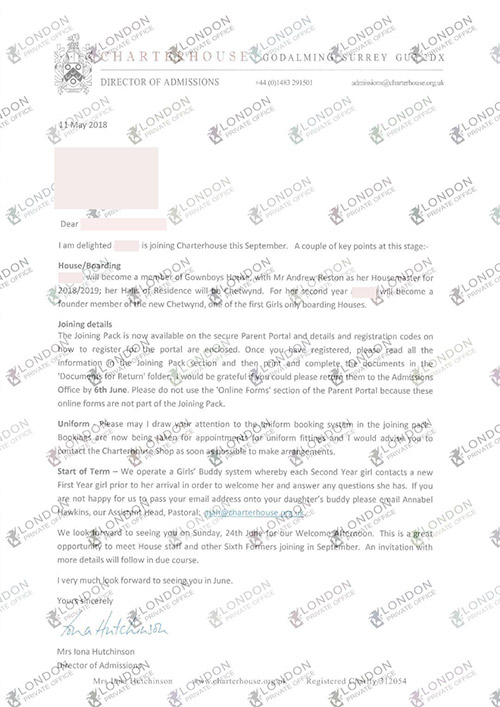 CHARTERHOUSE GODALMING SURREY GU7 2DX
DIRECTOR OF ADMISSIONS +44 (0)1483 291501 admissions@charterhouse.org.uk
11 May 2018
Dear
I am delighted is joining Charterhouse this September. A couple of key points at this stage:-
House/Boarding
will become a member of Gownboys House, with Mr Andrew Reston as her Housemaster for
2018/2019; her Halls of Residence will be Chetwynd. For her second year will become a
founder member of the new Chetwynd, one of the first Girls only boarding Houses.
Joining details
The Joining Pack is now available on the secure Parent Portal and details and registration codes on
how to register for the portal are enclosed. Once you have registered, please read all the
information in the Joining Pack section and then print and complete the documents in the
'Documents for Return' folder. I would be grateful if you could please return them to the Admissions
Office by 6th June. Please do not use the 'Online Forms' section of the Parent Portal because these
online forms are not part of the Joining Pack.
Uniform – Please may I draw your attention to the uniform booking system in the joining pack.
Bookings are now being taken for appointments for uniform fittings and I would advise you to
contact the Charterhouse Shop as soon as possible to make arrangements.
Start of Term – We operate a Girls' Buddy system whereby each Second Year girl contacts a new
First Year girl prior to her arrival in order to welcome her and answer any questions she has. If you
are not happy for us to pass your email address onto your daughter's buddy please email Annabel
Hawkins, our Assistant Head, Pastoral;
We look forward to seeing you on Sunday, 24th June for our Welcome Afternoon. This is a great
opportunity to meet House staff and other Sixth Formers joining in September. An invitation with
more details will follow in due course.
I very much look forward to seeing you in June.
Yours sincerely
Iona Hutchinson
Mrs Iona Hutchinson
Director of Admissions
Mrs Iona Hutchinson www.charterhouse.org.uk Registered Charity 312054
LONDON
PRIVATE OFFICE